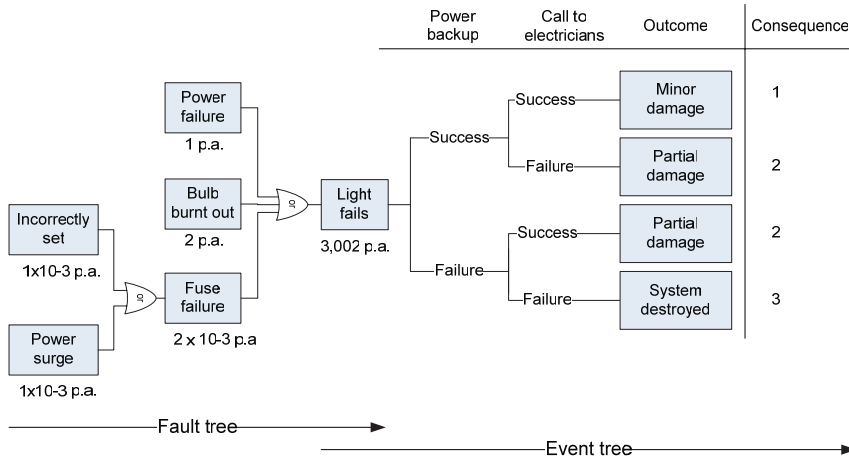 Power
backup
Call to
electricians
Outcome
Consequence
Power
failure
1 p.a.
Bulb
burnt out
2 p.a.
Incorrectly
set
1x10-3 p.a.
or
Fuse
failure
2 x 10-3 p.a
Power
surge
1x10-3 p.a.
or
Light
fails
3,002 p.a.
Success
Success
Minor
damage
1
Failure
Partial
damage
2
Failure
Success
Partial
damage
2
Failure
System
destroyed
3
Fault tree
Event tree